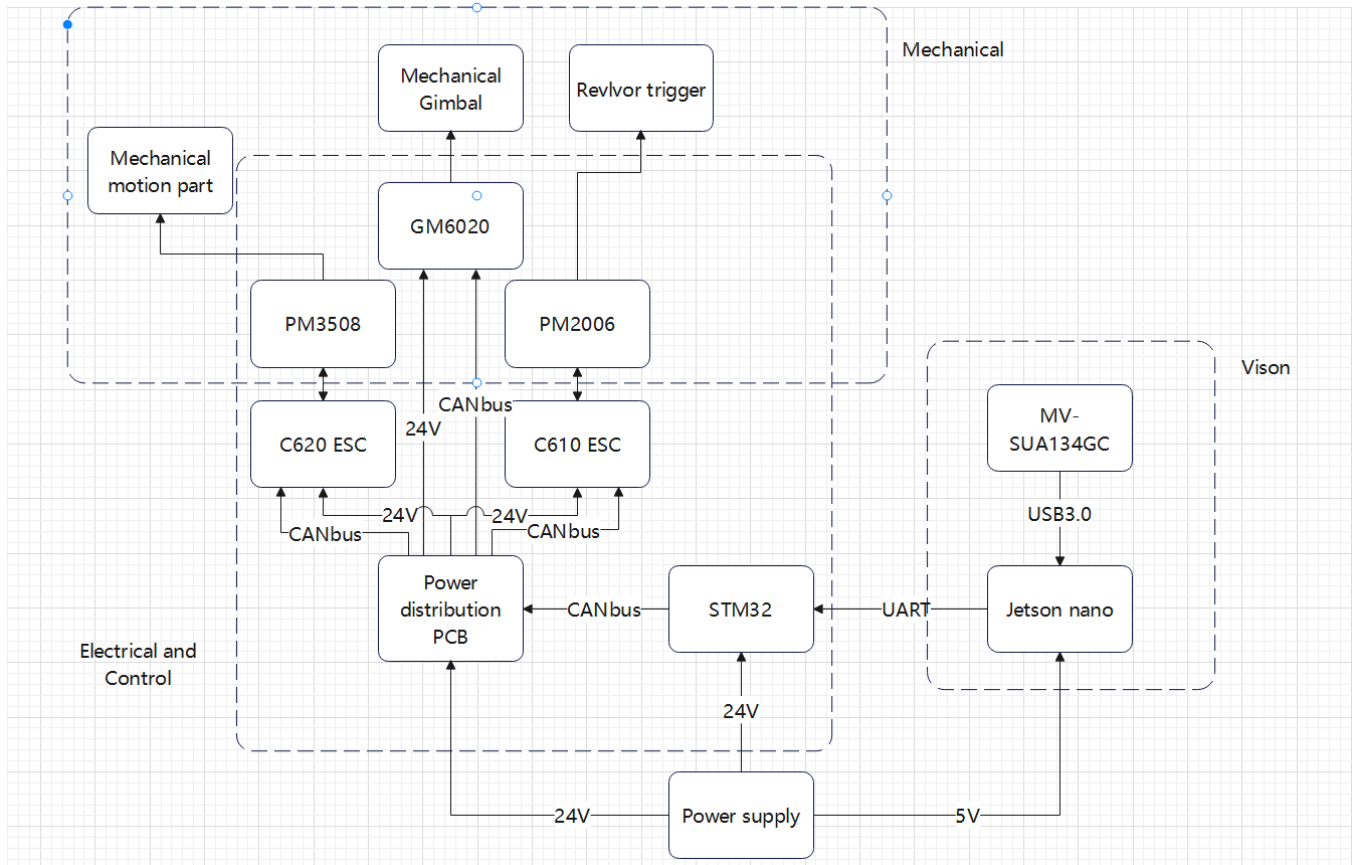 Mechanical
Mechanical
Gimbal
Revlvor trigger
Mechanical
motion part
GM6020
PM3508
PM2006
Vison
CANbus
24V
C620 ESC
C610 ESC
MV-
SUA134GC
24V
24V
CANbus
CANbus
USB3.0
Power
distribution
PCB
CANbus
STM32
UART
Jetson nano
Electrical and
Control
24V
24V
Power supply
5V